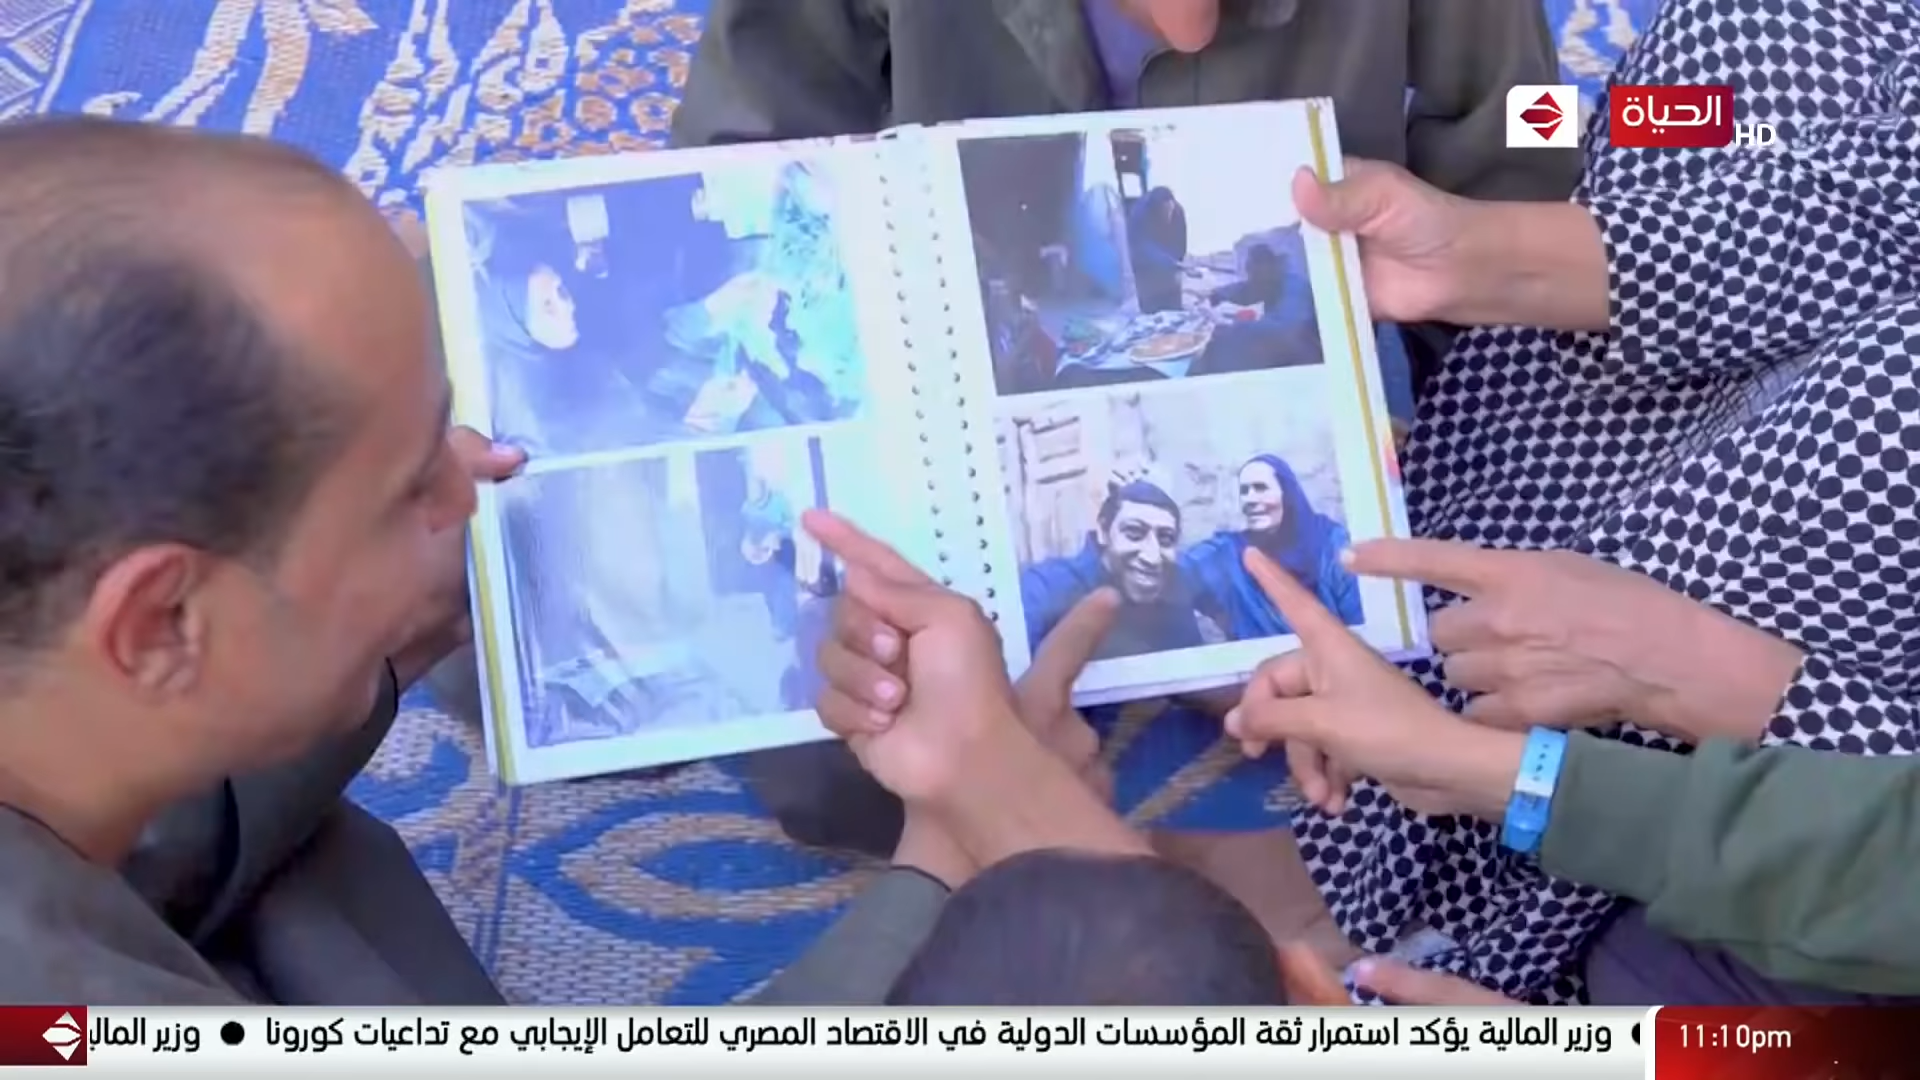 الحياة
HD
وزير المالية يؤكد استمرار ثقة المؤسسات الدولية في الاقتصاد المصري للتعامل الإيجابي مع تداعيات كورونا ● وزير المالي
11:10pm